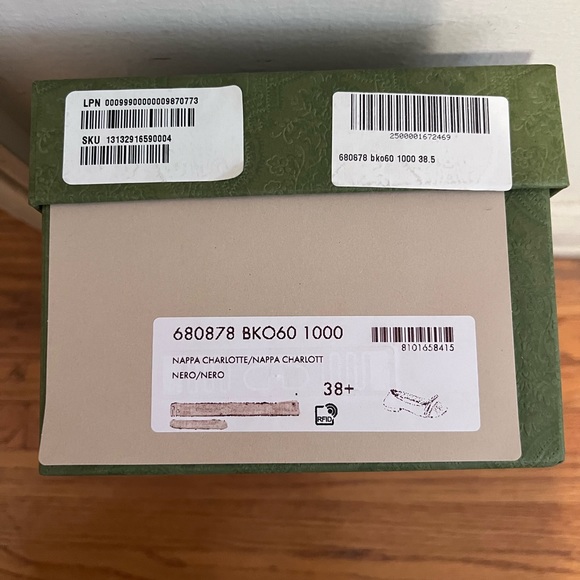 LPN 00099900000009870773
SKU 13132916590004
2500001672469
680878 bko60 1000 38.5
680878 BKO60 1000
8101658415
NAPPA CHARLOTTE/NAPPA CHARLOTT
NERO/NERO
38+
RFID